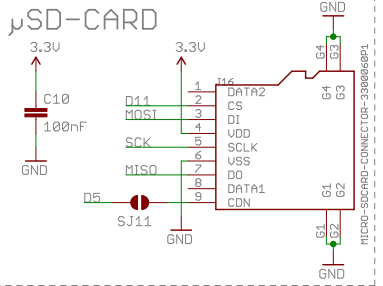 µSD-CARD
GND
3.3V
3.3V
G4
G3
J16
1 DATA2
G4
G3
D11 2 CS
C10
MOSI 3 DI
100nF
4 VDD
SCK 5 SCLK
6 VSS
GND
MISO 7 DO
8 DATA1
G1
G2
D5 9 CDN
SJ11
G1
G2
GND
GND
MICRO-SDCARD-CONNECTOR-3300060P1